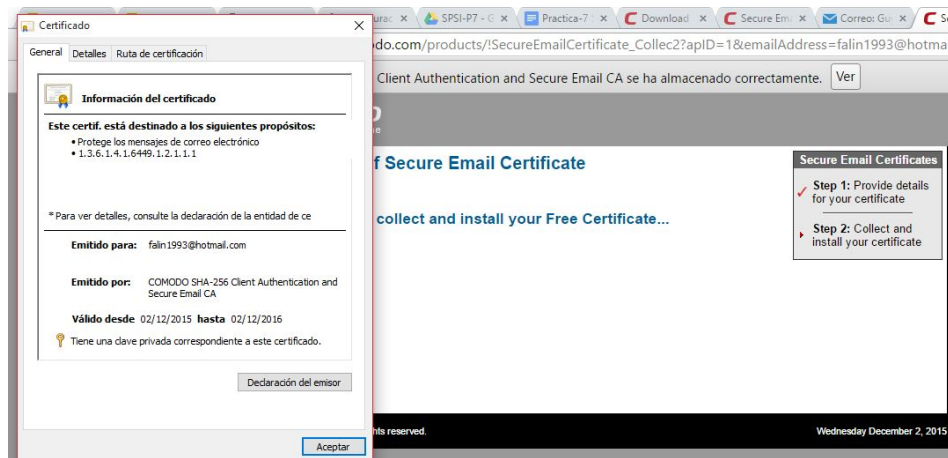 Certificado
SPSI-P7 - G
Practica-7
Download
Secure Em
Correo: Gu
do.com/products/!SecureEmailCertificate_Collec2?apID=1&emailAddress=falin1993@hotma
General Detalles Ruta de certificación
Client Authentication and Secure Email CA se ha almacenado correctamente. Ver
Información del certificado
Este certif. está destinado a los siguientes propósitos:
• Protege los mensajes de correo electrónico
• 1.3.6.1.4.1.6449.1.2.1.1.1
* Para ver detalles, consulte la declaración de la entidad de ce
Emitido para: falin1993@hotmail.com
Emitido por: COMODO SHA-256 Client Authentication and
Secure Email CA
Válido desde 02/12/2015 hasta 02/12/2016
Tiene una clave privada correspondiente a este certificado.
Declaración del emisor
Aceptar
f Secure Email Certificate
collect and install your Free Certificate...
Secure Email Certificates
Step 1: Provide details
for your certificate
Step 2: Collect and
install your certificate
hts reserved.
Wednesday December 2, 2015